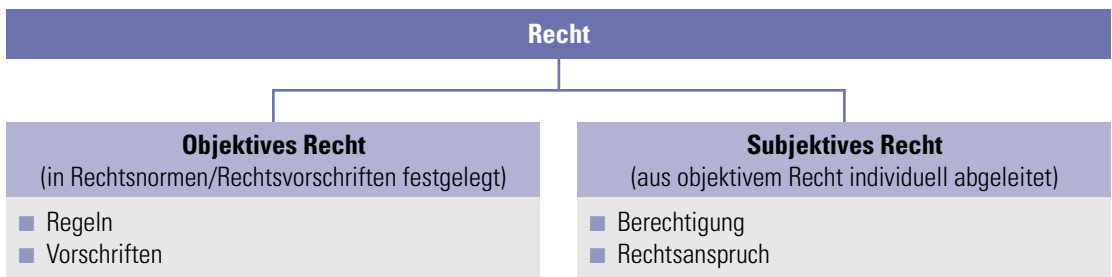 Recht
Objektives Recht
(in Rechtsnormen/Rechtsvorschriften festgelegt)
Regeln
Vorschriften
Subjektives Recht
(aus objektivem Recht individuell abgeleitet)
Berechtigung
Rechtsanspruch